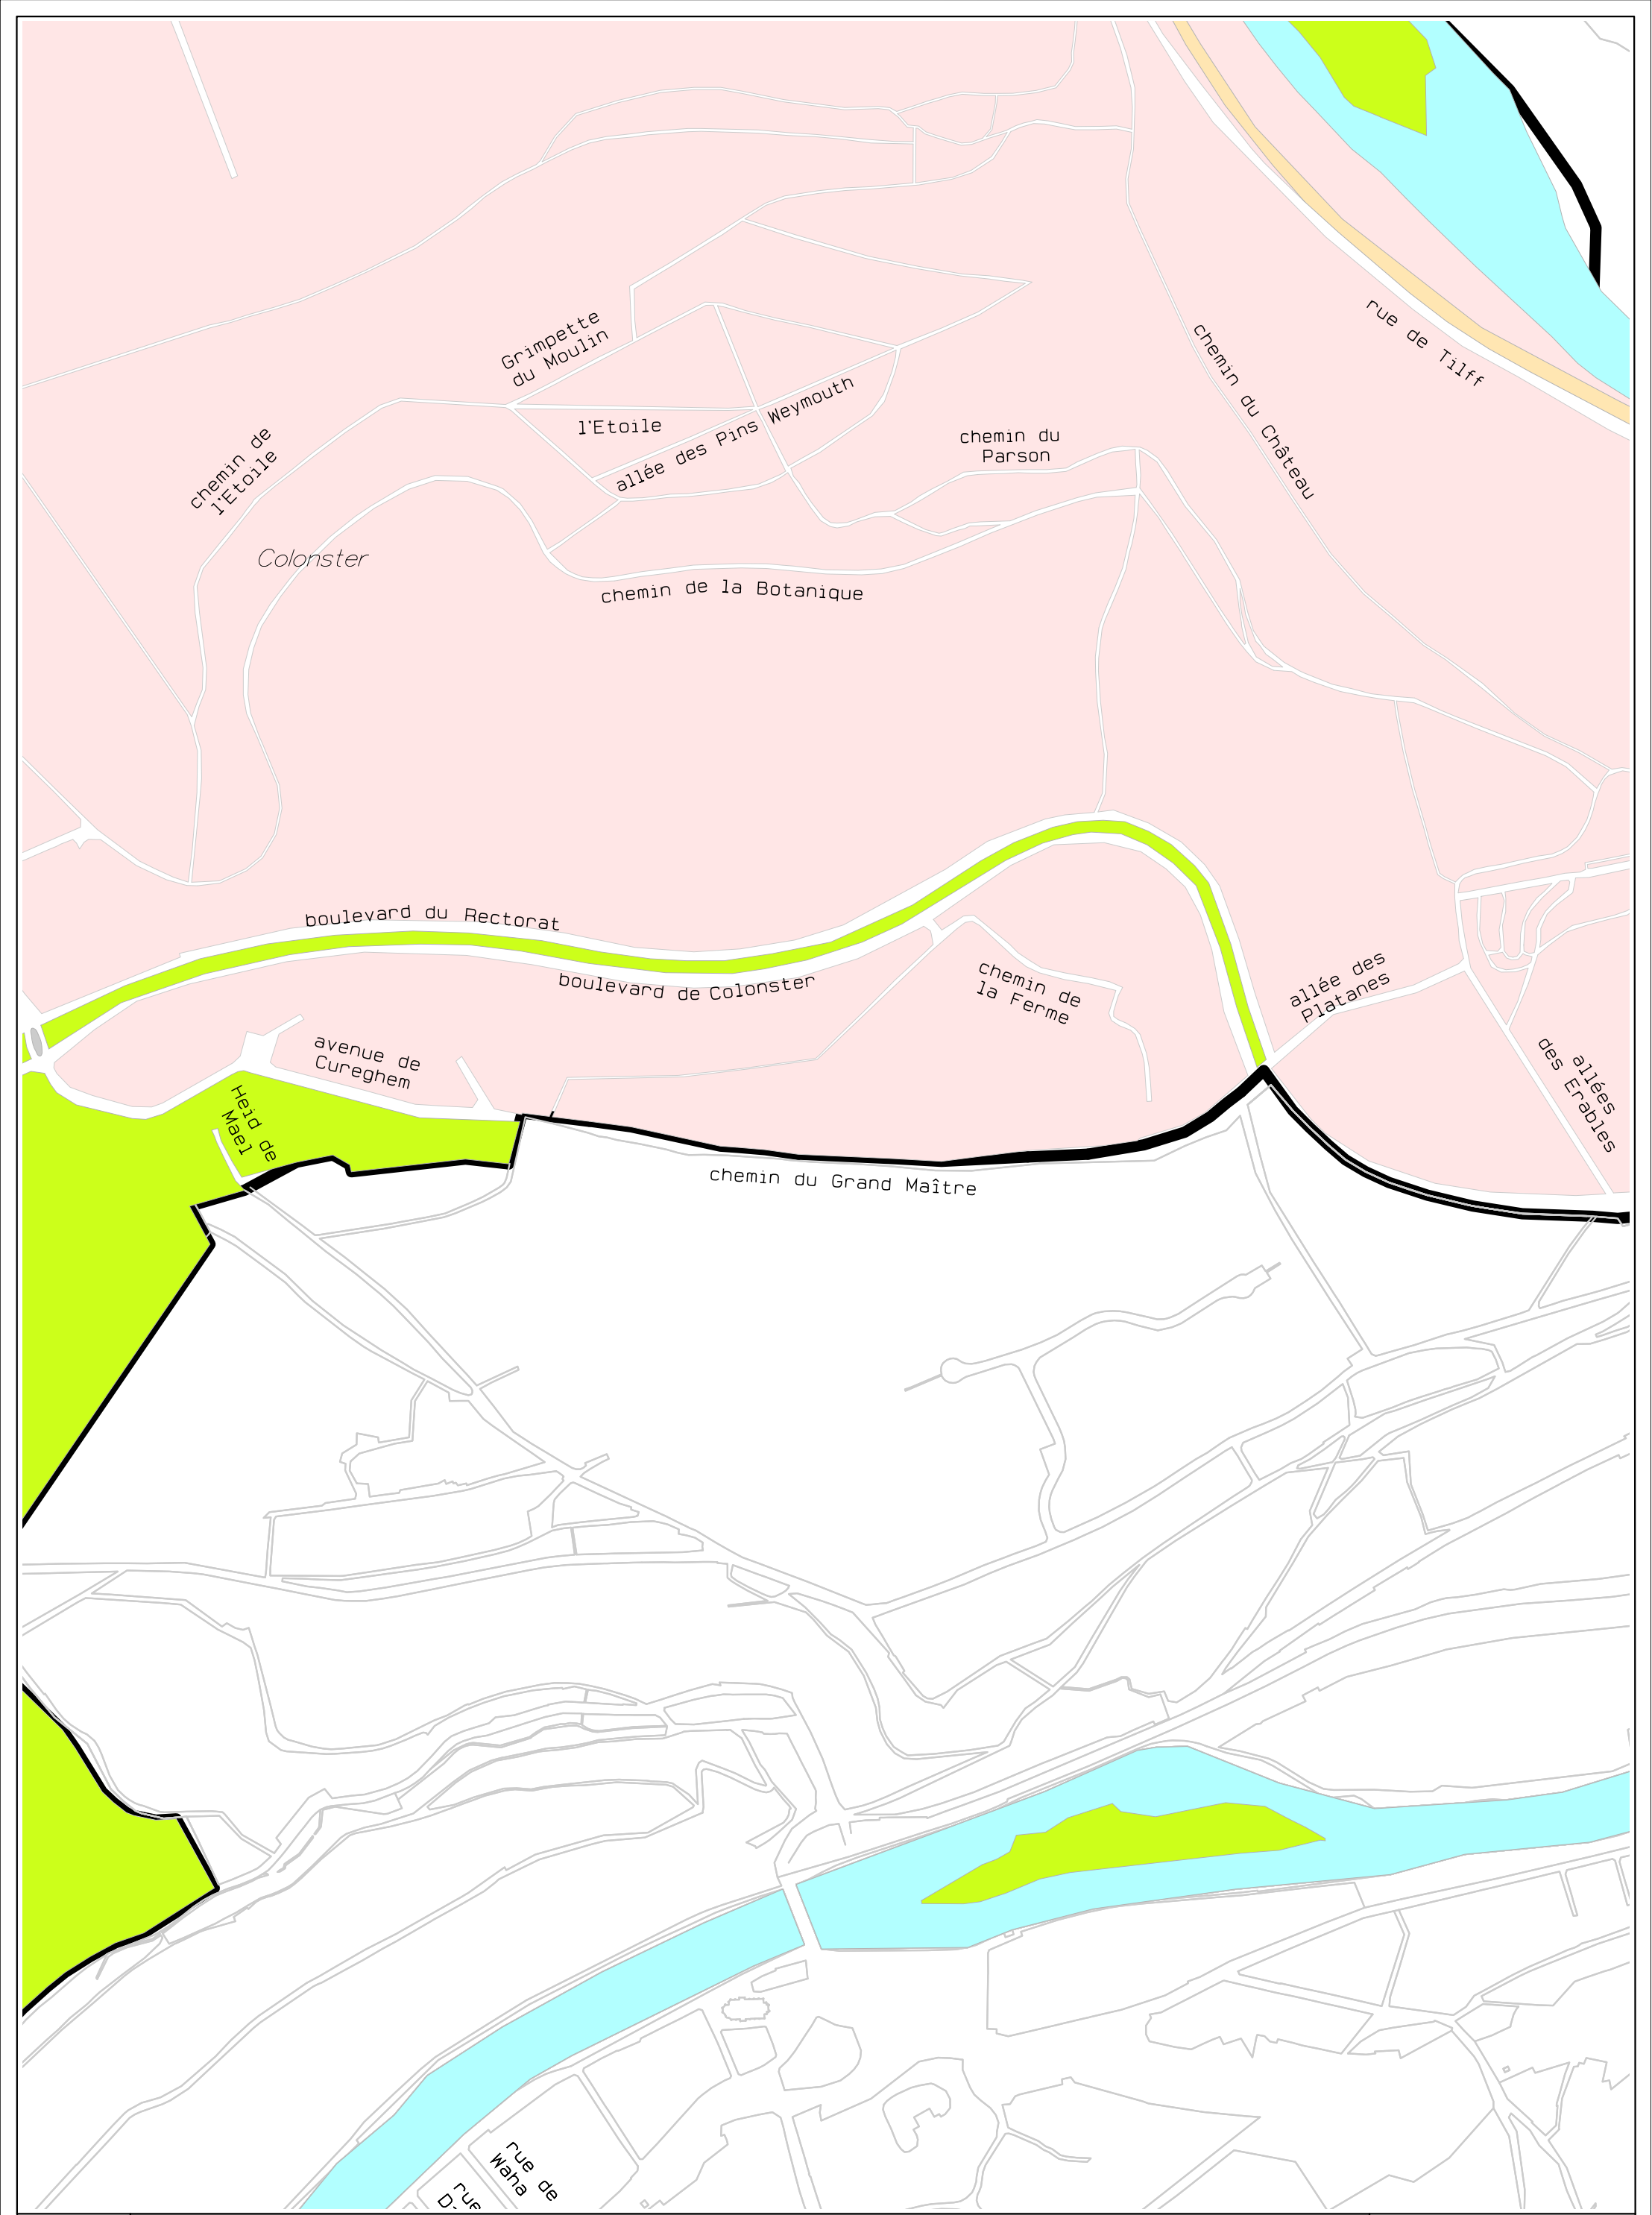 Grimpette
du Moulin
rue de Tilff
chemin du Château
l'Etoile
allée des Pins Weymouth
chemin de
l'Etoile
chemin du
Parson
Colonster
chemin de la Botanique
boulevard du Rectorat
boulevard de Colonster
chemin de
la Ferme
allée des
Platanes
avenue de
Cureghem
allées
des Erables
Heid de
Mael
chemin du Grand Maître
rue de
Waha
rue